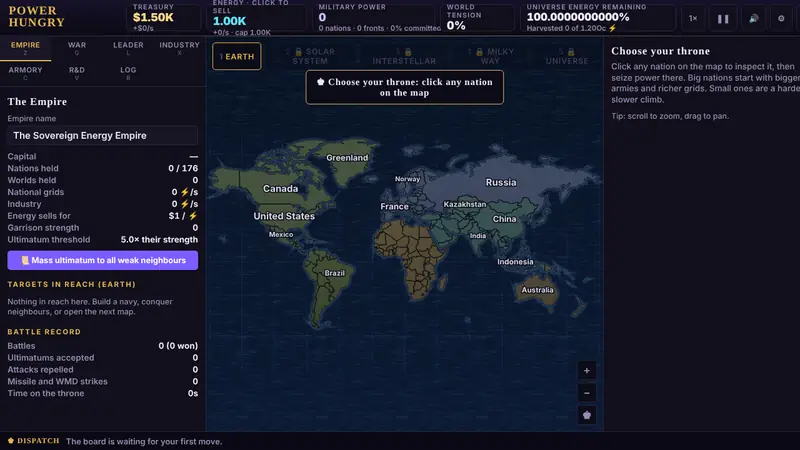 POWER
HUNGRY
TREASURY
$1.50K
+$0/s
ENERGY · CLICK TO
SELL
1.00K
+0/s · cap 1.00K
MILITARY POWER
0
0 nations · 0 fronts · 0% committed
WORLD
TENSION
0%
UNIVERSE ENERGY REMAINING
100.0000000000%
Harvested 0 of 1.20Oc ⚡
1×
EMPIRE
Z
WAR
Q
LEADER
L
INDUSTRY
X
ARMORY
C
R&D
V
LOG
R
1 EARTH
2 🔒 SOLAR
SYSTEM
3 🔒
INTERSTELLAR
4 🔒 MILKY
WAY
5 🔒
UNIVERSE
Choose your throne: click any nation
on the map
The Empire
Empire name
The Sovereign Energy Empire
Capital —
Nations held 0 / 176
Worlds held 0
National grids 0 ⚡/s
Industry 0 ⚡/s
Energy sells for $1 / ⚡
Garrison strength 0
Ultimatum threshold 5.0× their strength
📜 Mass ultimatum to all weak neighbours
TARGETS IN REACH (EARTH)
Nothing in reach here. Build a navy, conquer
neighbours, or open the next map.
BATTLE RECORD
Battles 0 (0 won)
Ultimatums accepted 0
Attacks repelled 0
Missile and WMD strikes 0
Time on the throne 0s
Greenland
Canada
Norway
Russia
France
Kazakhstan
United States
China
Mexico
India
Indonesia
Brazil
Australia
+
−
Choose your throne
Click any nation on the map to inspect it, then
seize power there. Big nations start with bigger
armies and richer grids. Small ones are a harde
slower climb.
Tip: scroll to zoom, drag to pan.
DISPATCH The board is waiting for your first move.